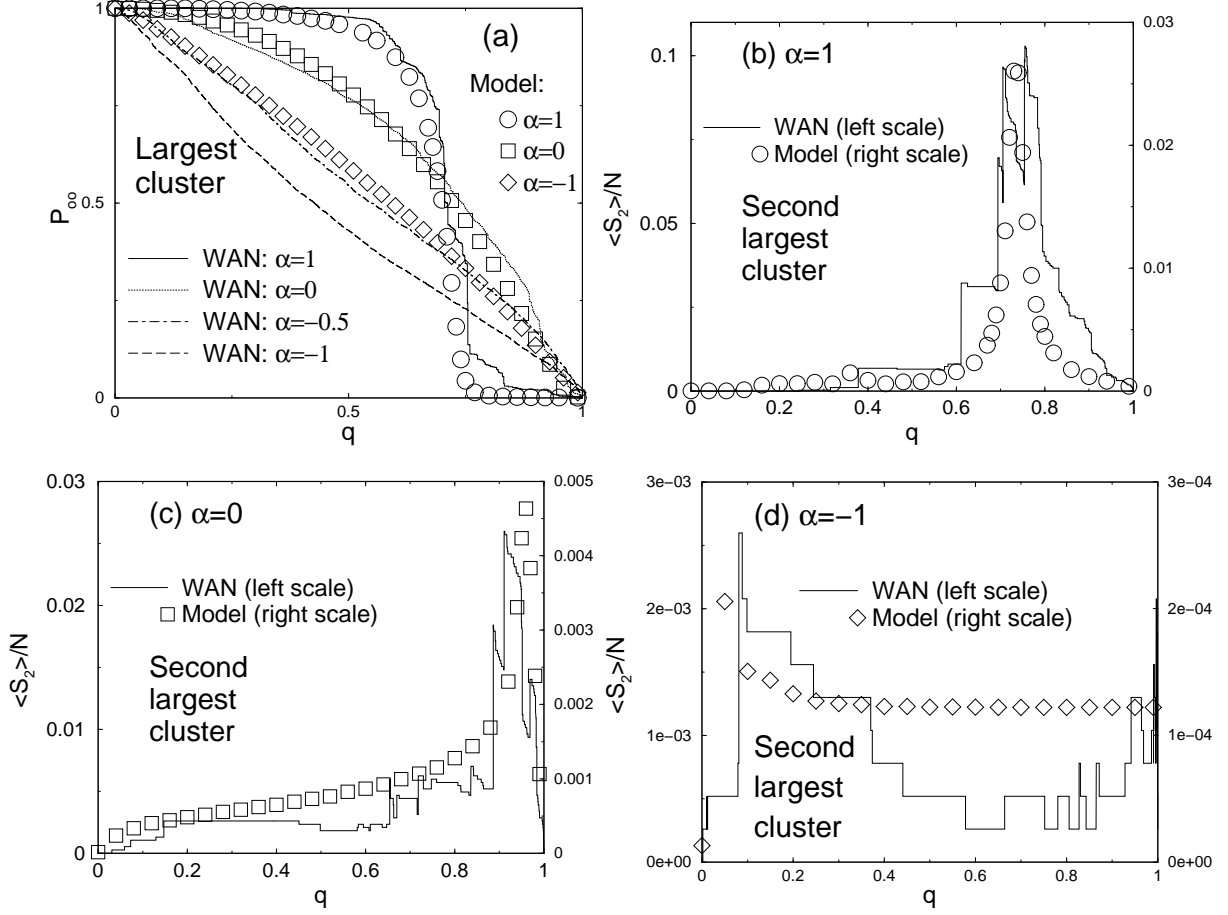 1
(a)
Model:
α=1
α=0
α=−1
Largest
cluster
P∞
0.5
WAN: α=1
WAN: α=0
WAN: α=−0.5
WAN: α=−1
0
0
0.5
1
q
0.03
0.1
(b) α=1
0.02
WAN (left scale)
Model (right scale)
<S2>/N
0.05
Second
largest
cluster
0.01
0
0
0
0.2
0.4
0.6
0.8
1
q
0.03
0.005
(c) α=0
0.004
WAN (left scale)
Model (right scale)
0.02
0.003
<S2>/N
Second
largest
cluster
0.01
0.002
0.001
0
0
0
0.2
0.4
0.6
0.8
1
q
3e−03
3e−04
(d) α=−1
WAN (left scale)
Model (right scale)
2e−03
2e−04
<S2>/N
1e−03
1e−04
Second
largest
cluster
0e+00
0e+00
0
0.2
0.4
0.6
0.8
1
q